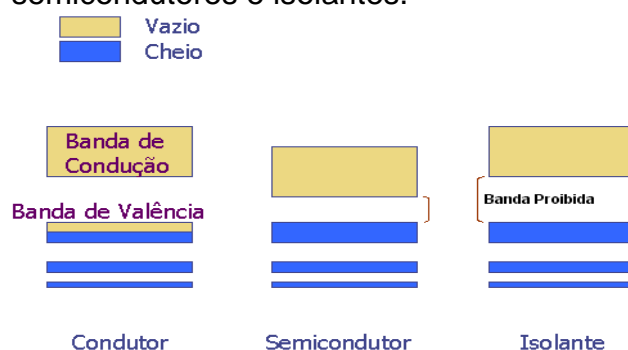 semicondutores e isolantes.
Vazio
Cheio
Banda de
Condução
Banda de Valência
Banda Proibida
Condutor
Semicondutor
Isolante